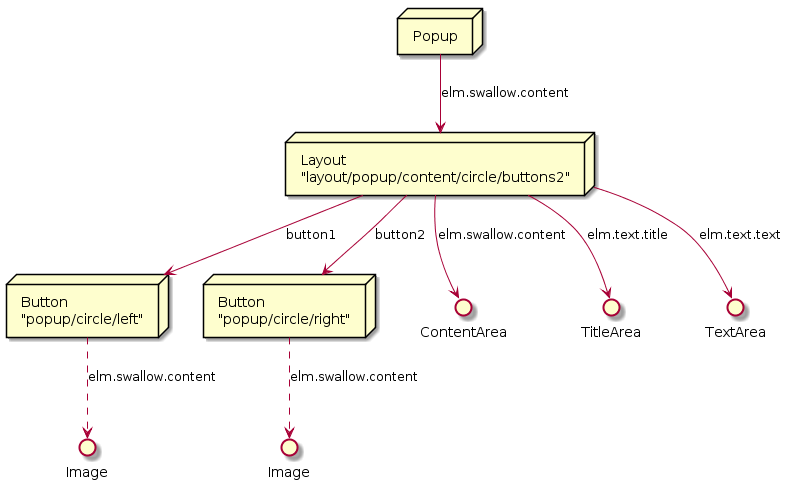 Popup
elm.swallow.content
Layout
"layout/popup/content/circle/buttons2"
button1
button2
elm.swallow.content
elm.text.title
elm.text.text
Button
"popup/circle/left"
Button
"popup/circle/right"
ContentArea
TitleArea
TextArea
elm.swallow.content
elm.swallow.content
Image
Image